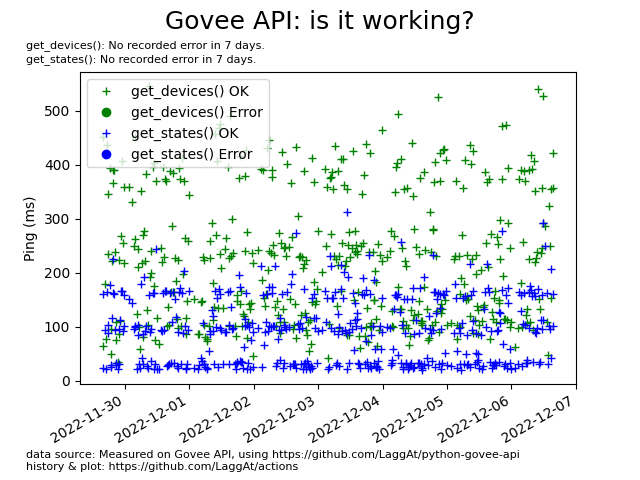 Govee API: is it working?
get_devices(): No recorded error in 7 days.
get_states(): No recorded error in 7 days.
get_devices() OK
get_devices() Error
get_states() OK
get_states() Error
Ping (ms)
500
400
300
200
100
0
2022-11-30
2022-12-01
2022-12-02
2022-12-03
2022-12-04
2022-12-05
2022-12-06
2022-12-07
data source: Measured on Govee API, using https://github.com/LaggAt/python-govee-api
history & plot: https://github.com/LaggAt/actions